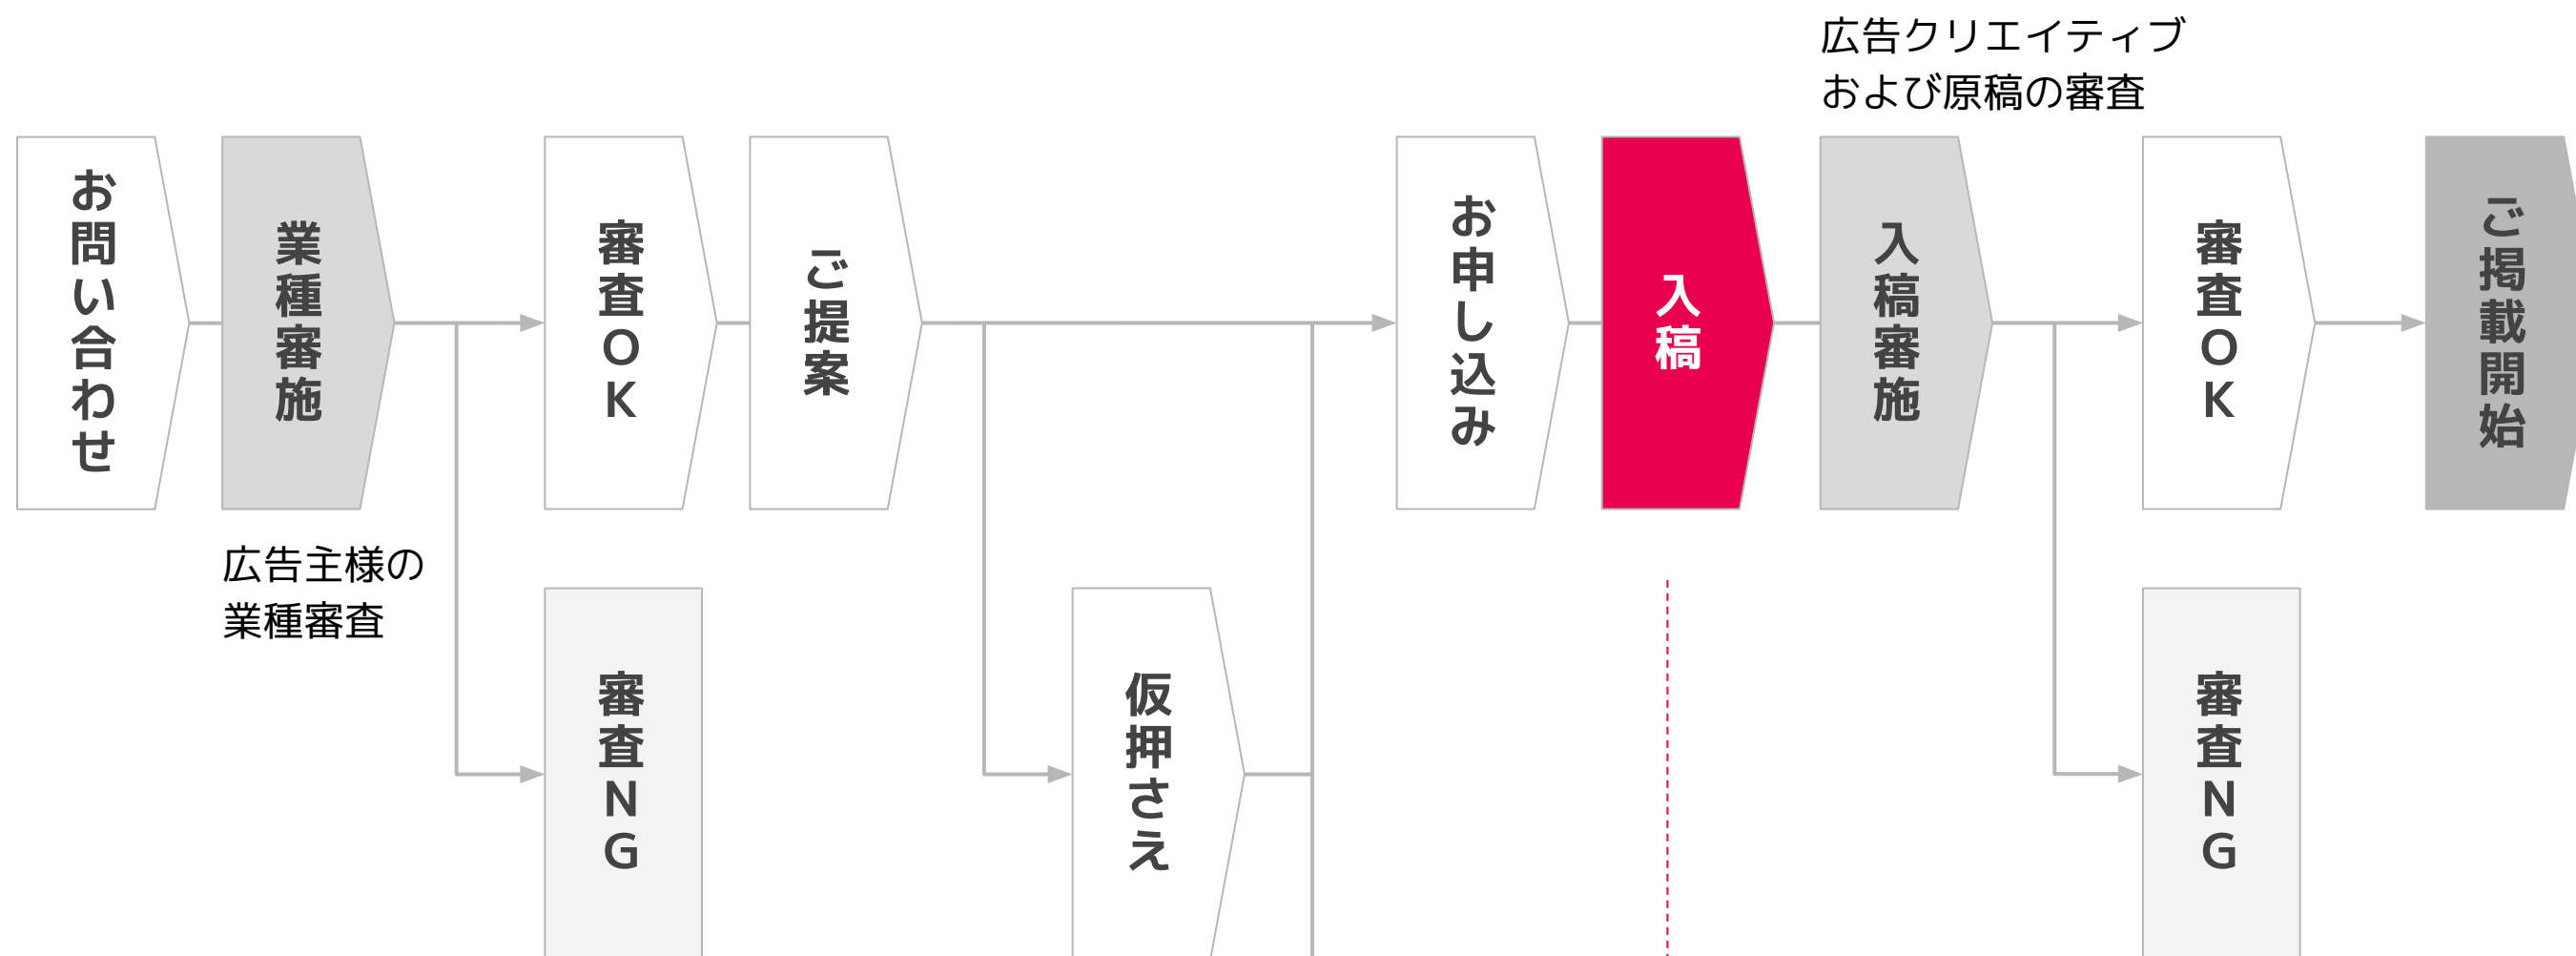 広告クリエイティブ
および原稿の審査
お問い合わせ
業種審施
審査OK
ご提案
お申し込み
入稿
入稿審施
審査OK
ご掲載開始
広告主様の
業種審査
審査NG
仮押さえ
審査NG